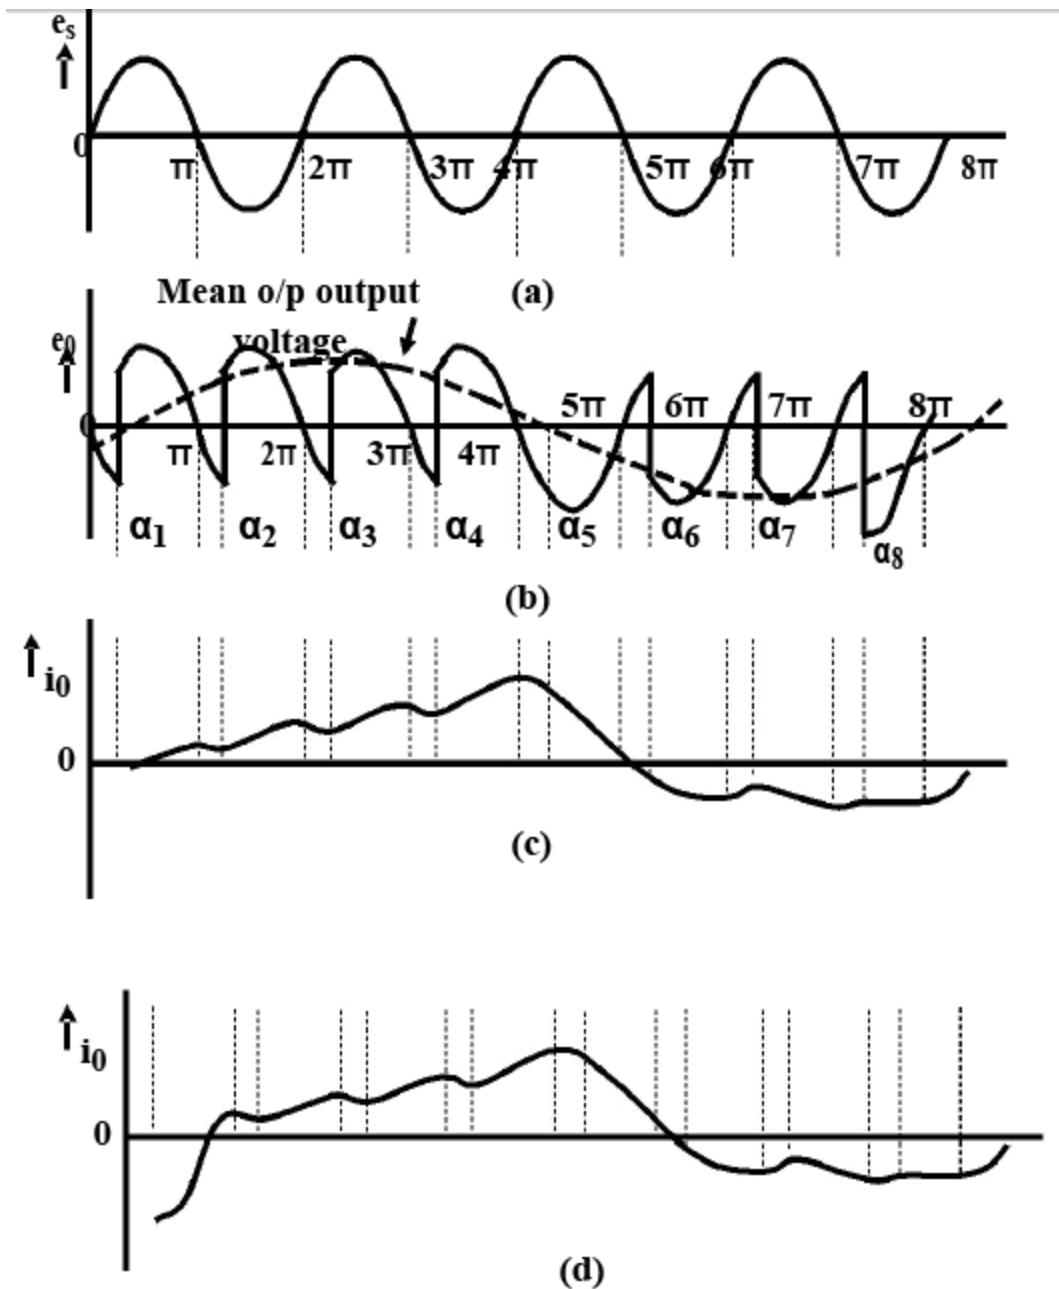 es
0
π 2π 3π 4π 5π 6π 7π 8π
(a)
Mean o/p output
voltage
e0
0
5π 6π 7π 8π
π 2π 3π 4π
α1 α2 α3 α4 α5 α6 α7
α8
(b)
i0
0
(c)
i0
0
(d)